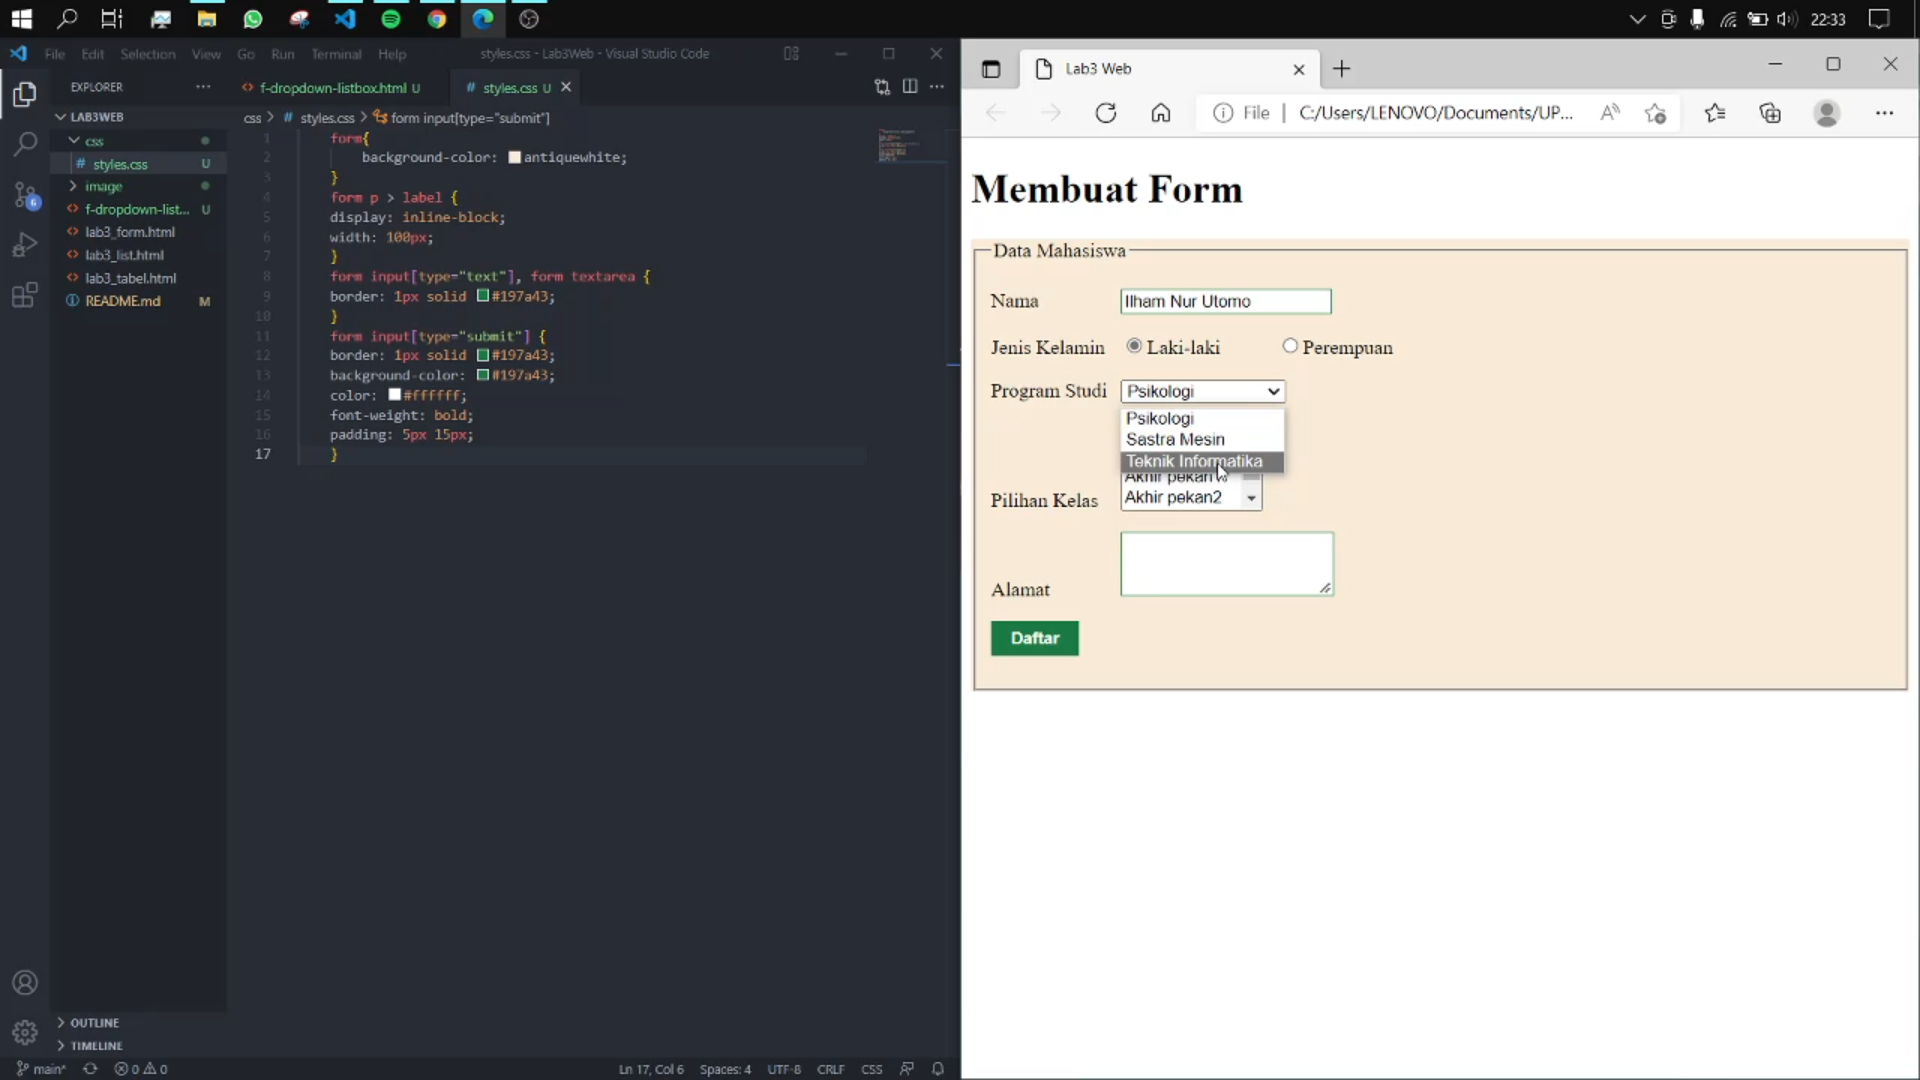 22:33
File Edit Selection View Go Run Terminal Help
styles.css - Lab3Web - Visual Studio Code
EXPLORER
f-dropdown-listbox.html U
# styles.css U
LAB3WEB
css
# styles.css U
image
f-dropdown-list... U
lab3_form.html
lab3_list.html
lab3_tabel.html
README.md M
OUTLINE
TIMELINE
css > # styles.css > form input[type="submit"]
1 form{
2 background-color: antiquewhite;
3 }
4 form p > label {
5 display: inline-block;
6 width: 100px;
7 }
8 form input[type="text"], form textarea {
9 border: 1px solid #197a43;
10 }
11 form input[type="submit"] {
12 border: 1px solid #197a43;
13 background-color: #197a43;
14 color: #ffffff;
15 font-weight: bold;
16 padding: 5px 15px;
17 }
main* 0 0
Ln 17, Col 6 Spaces: 4 UTF-8 CRLF CSS
Lab3 Web
File C:/Users/LENOVO/Documents/UP...
Membuat Form
Data Mahasiswa
Nama Ilham Nur Utomo
Jenis Kelamin Laki-laki Perempuan
Program Studi Psikologi
Psikologi
Sastra Mesin
Teknik Informatika
Akhir pekan1
Akhir pekan2
Pilihan Kelas
Alamat
Daftar